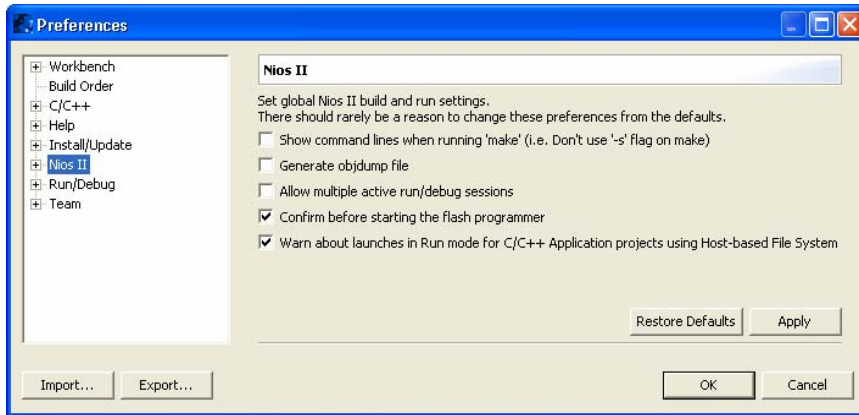 Preferences
Workbench
Build Order
C/C++
Help
Install/Update
Nios II
Run/Debug
Team
Nios II
Set global Nios II build and run settings.
There should rarely be a reason to change these preferences from the defaults.
Show command lines when running 'make' (i.e. Don't use '-s' flag on make)
Generate objdump file
Allow multiple active run/debug sessions
Confirm before starting the flash programmer
Warn about launches in Run mode for C/C++ Application projects using Host-based File System
Restore Defaults Apply
Import... Export... OK Cancel